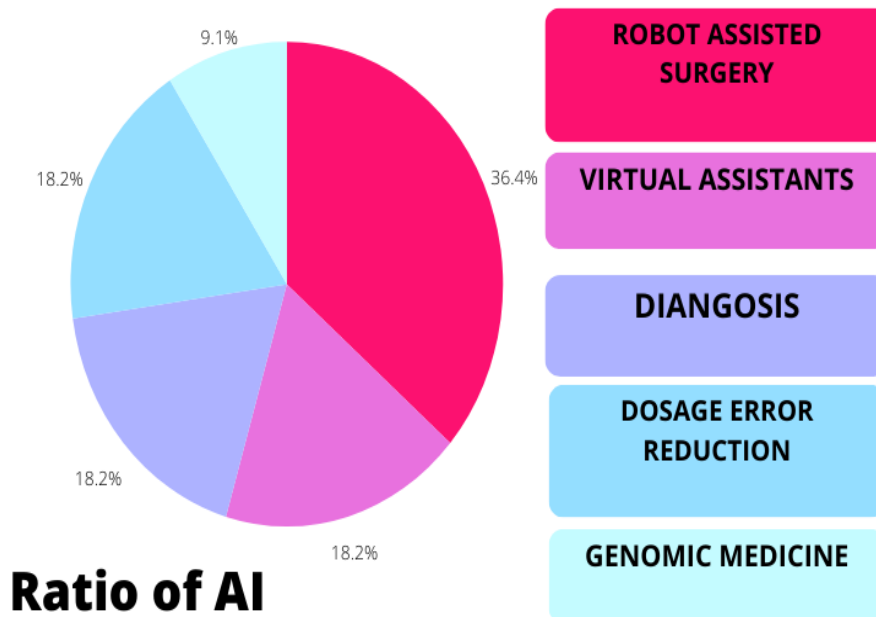 9.1%
18.2%
36.4%
18.2%
18.2%
Ratio of AI
ROBOT ASSISTED
SURGERY
VIRTUAL ASSISTANTS
DIANGOSIS
DOSAGE ERROR
REDUCTION
GENOMIC MEDICINE